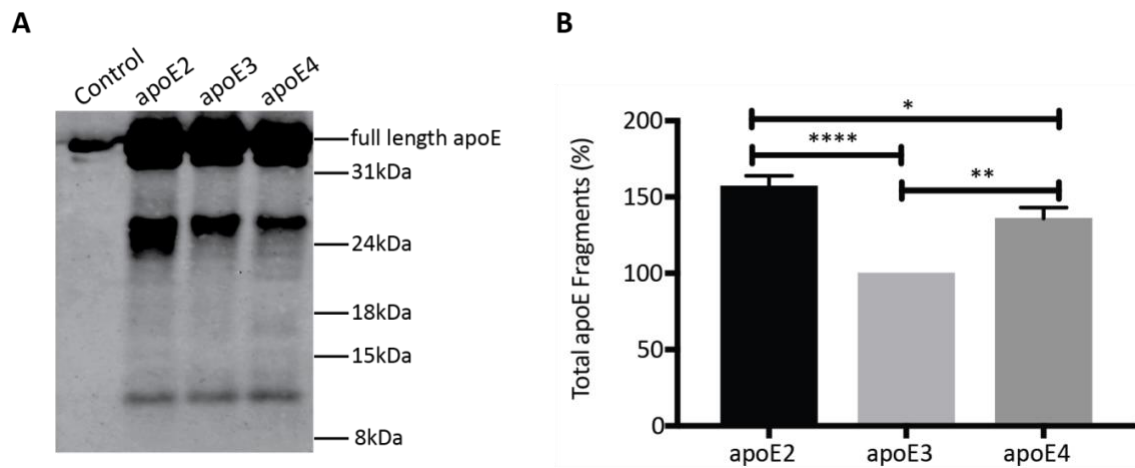 A
Control
apoE2
apoE3
apoE4
full length apoE
31kDa
24kDa
18kDa
15kDa
8kDa
B
Total apoE Fragments (%)
200
150
100
50
0
*
****
**
apoE2
apoE3
apoE4